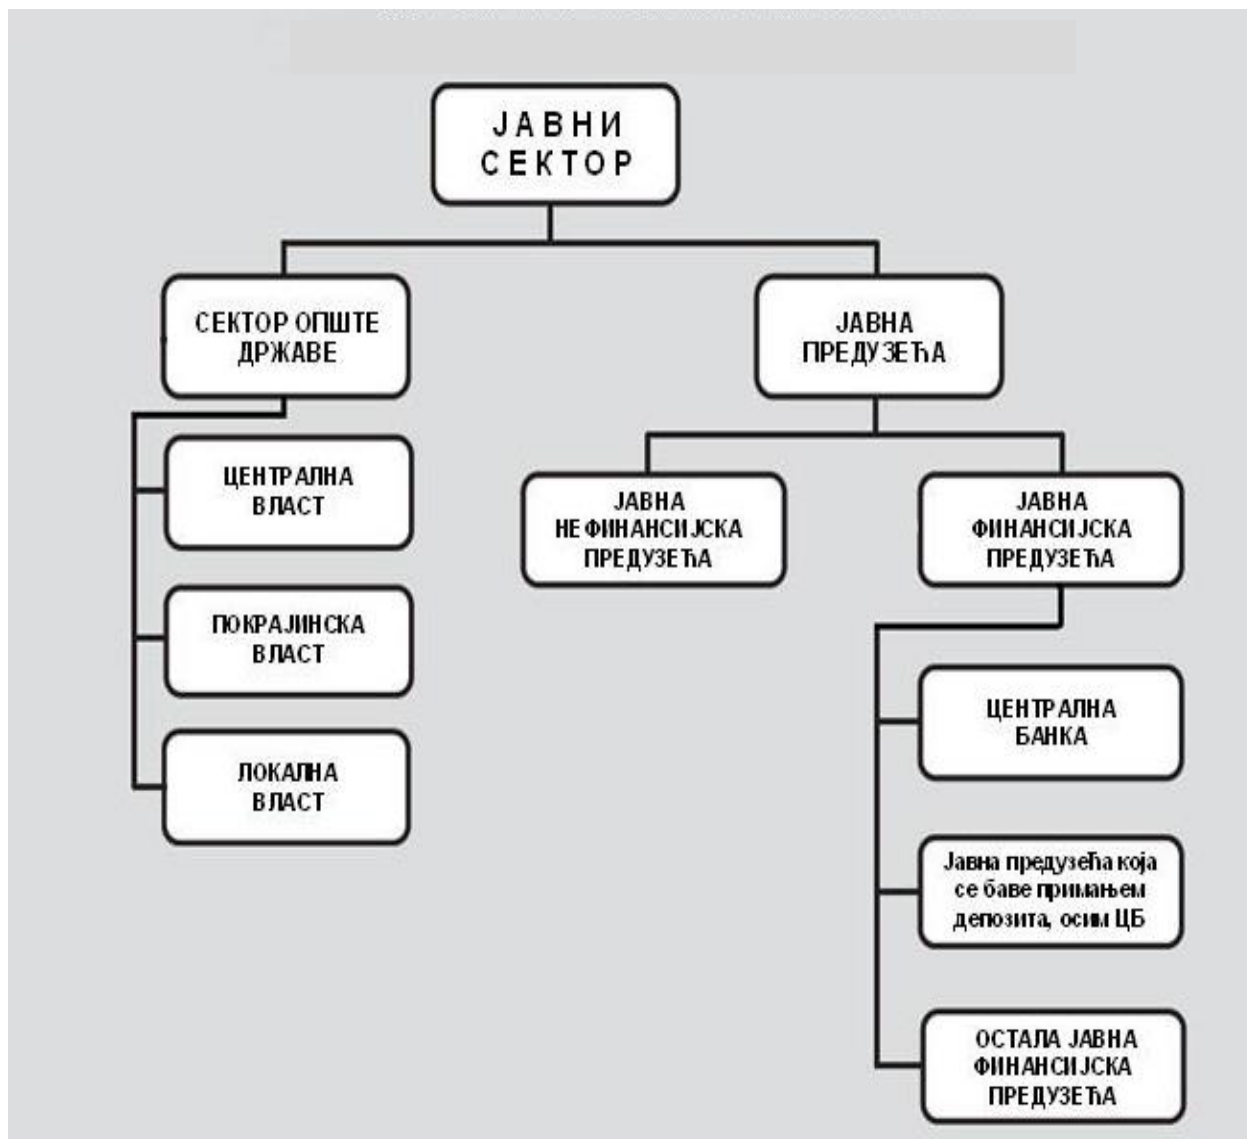 ЈАВНИ
СЕКТОР
СЕКТОР ОПШТЕ
ДРЖАВЕ
ЈАВНА
ПРЕДУЗЕЋА
ЦЕНТРАЛНА
ВЛАСТ
ПОКРАЈИНСКА
ВЛАСТ
ЛОКАЛНА
ВЛАСТ
ЈАВНА
НЕФИНАНСИЈСКА
ПРЕДУЗЕЋА
ЈАВНА
ФИНАНСИЈСКА
ПРЕДУЗЕЋА
ЦЕНТРАЛНА
БАНКА
Јавна предузећа која
се баве примањем
депозита, осим ЦБ
ОСТАЛА ЈАВНА
ФИНАНСИЈСКА
ПРЕДУЗЕЋА